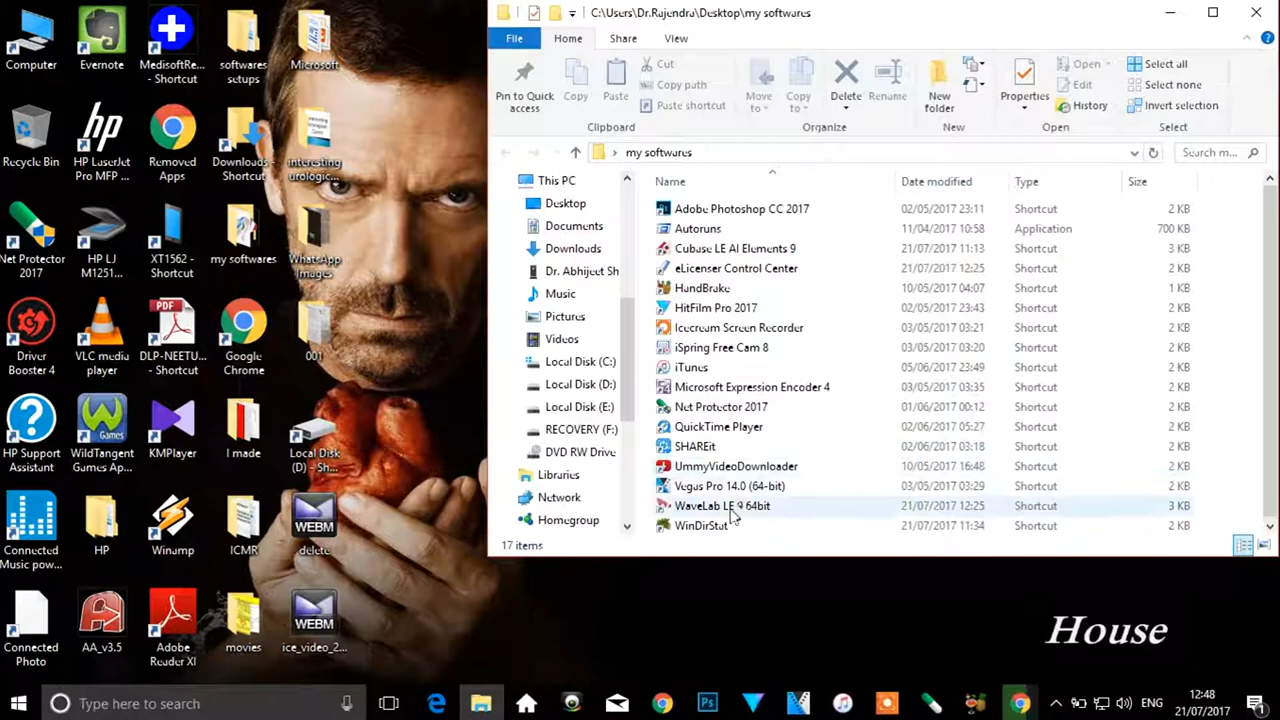 Computer
Evernote
MedisoftRe...
- Shortcut
softwares
setups
Microsoft
Recycle Bin
hp
HP LaserJet
Pro MFP ...
Removed
Apps
Downloads -
Shortcut
interesting
urologic...
Net Protector
2017
HP LJ
M1251...
XT1562 -
Shortcut
my softwares
WhatsApp
Images
Driver
Booster 4
VLC media
player
PDF
DLP-NEETU...
- Shortcut
Google
Chrome
001
HP Support
Assistant
Games
WildTangent
Games Ap...
KMPlayer
I made
Local Disk
(D) - Sh...
Connected
Music pow...
HP
Winamp
ICMR
WEBM
delete
Connected
Photo
AA_v3.5
Adobe
Reader XI
movies
WEBM
ice_video_2...
C:\Users\Dr.Rajendra\Desktop\my softwares
File Home Share View
Pin to Quick
access
Copy
Paste
Cut
Copy path
Paste shortcut
Move
to
Copy
to
Delete
Rename
New
folder
Properties
Open
Edit
History
Select all
Select none
Invert selection
Clipboard Organize New Open Select
my softwares
Search m...
Name Date modified Type Size
This PC
Desktop
Documents
Downloads
Dr. Abhijeet Sh
Music
Pictures
Videos
Local Disk (C:)
Local Disk (D:)
Local Disk (E:)
RECOVERY (F:)
DVD RW Drive
Libraries
Network
Homegroup
Adobe Photoshop CC 2017 02/05/2017 23:11 Shortcut 2 KB
Autoruns 11/04/2017 10:58 Application 700 KB
Cubase LE AI Elements 9 21/07/2017 11:13 Shortcut 3 KB
eLicenser Control Center 21/07/2017 12:25 Shortcut 2 KB
HandBrake 10/05/2017 04:07 Shortcut 1 KB
HitFilm Pro 2017 02/05/2017 23:43 Shortcut 2 KB
Icecream Screen Recorder 03/05/2017 03:21 Shortcut 2 KB
iSpring Free Cam 8 03/05/2017 03:20 Shortcut 2 KB
iTunes 05/06/2017 23:49 Shortcut 2 KB
Microsoft Expression Encoder 4 03/05/2017 03:35 Shortcut 2 KB
Net Protector 2017 01/06/2017 00:12 Shortcut 2 KB
QuickTime Player 02/06/2017 05:27 Shortcut 2 KB
SHAREit 02/06/2017 03:18 Shortcut 2 KB
UmmyVideoDownloader 10/05/2017 16:48 Shortcut 2 KB
Vegas Pro 14.0 (64-bit) 03/05/2017 03:29 Shortcut 2 KB
WaveLab LE 9 64bit 21/07/2017 12:25 Shortcut 3 KB
WinDirStat 21/07/2017 11:34 Shortcut 2 KB
17 items
House
Type here to search
Ps
ENG
12:48
21/07/2017
1